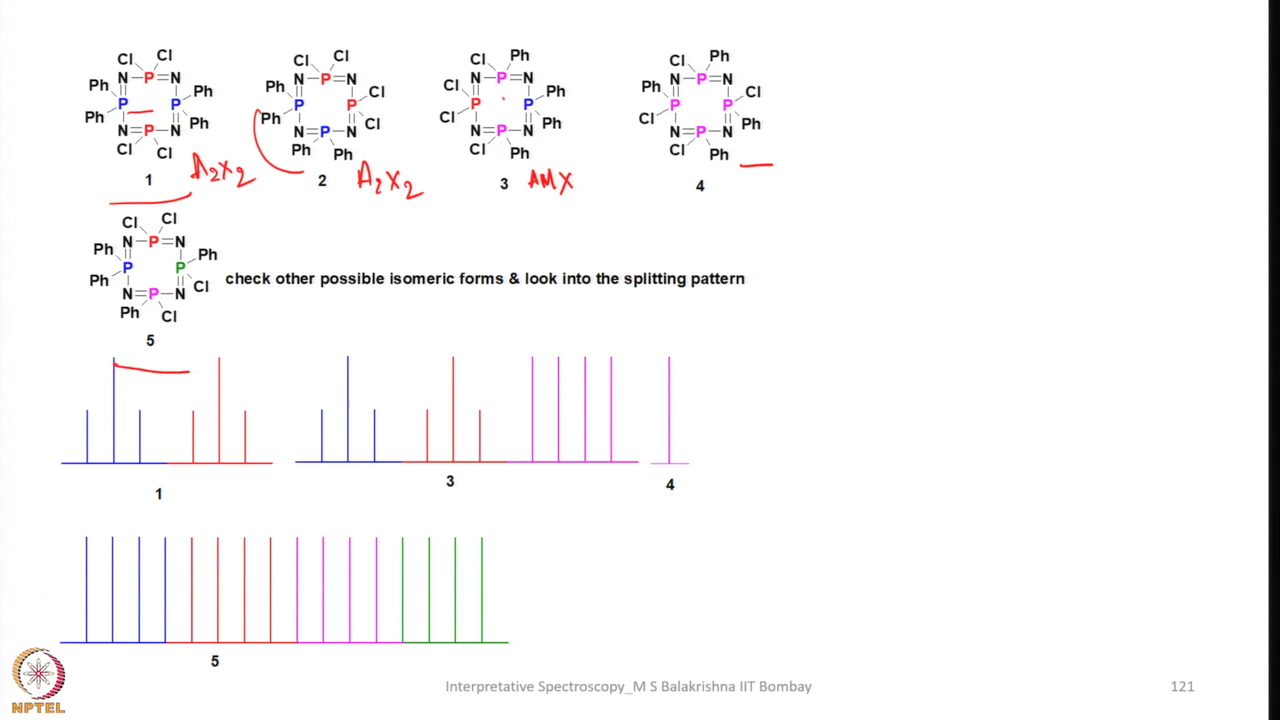 Cl Cl
Ph N P N Ph
P P
Ph N P N Ph
Cl Cl
1 A2X2
Cl Cl
Ph N P N Cl
P P
Ph N P N Cl
Ph Ph
2 A2X2
Cl Ph
Cl N P N Ph
P P
Cl N P N Ph
Cl Ph
3 AMX
Cl Ph
Ph N P N Cl
P P
Cl N P N Ph
Cl Ph
4
Cl Cl
Ph N P N Ph
P P
Ph N P N Cl
Ph Cl
5
check other possible isomeric forms & look into the splitting pattern
1
3
4
5
NPTEL
Interpretative Spectroscopy_M S Balakrishna IIT Bombay
121